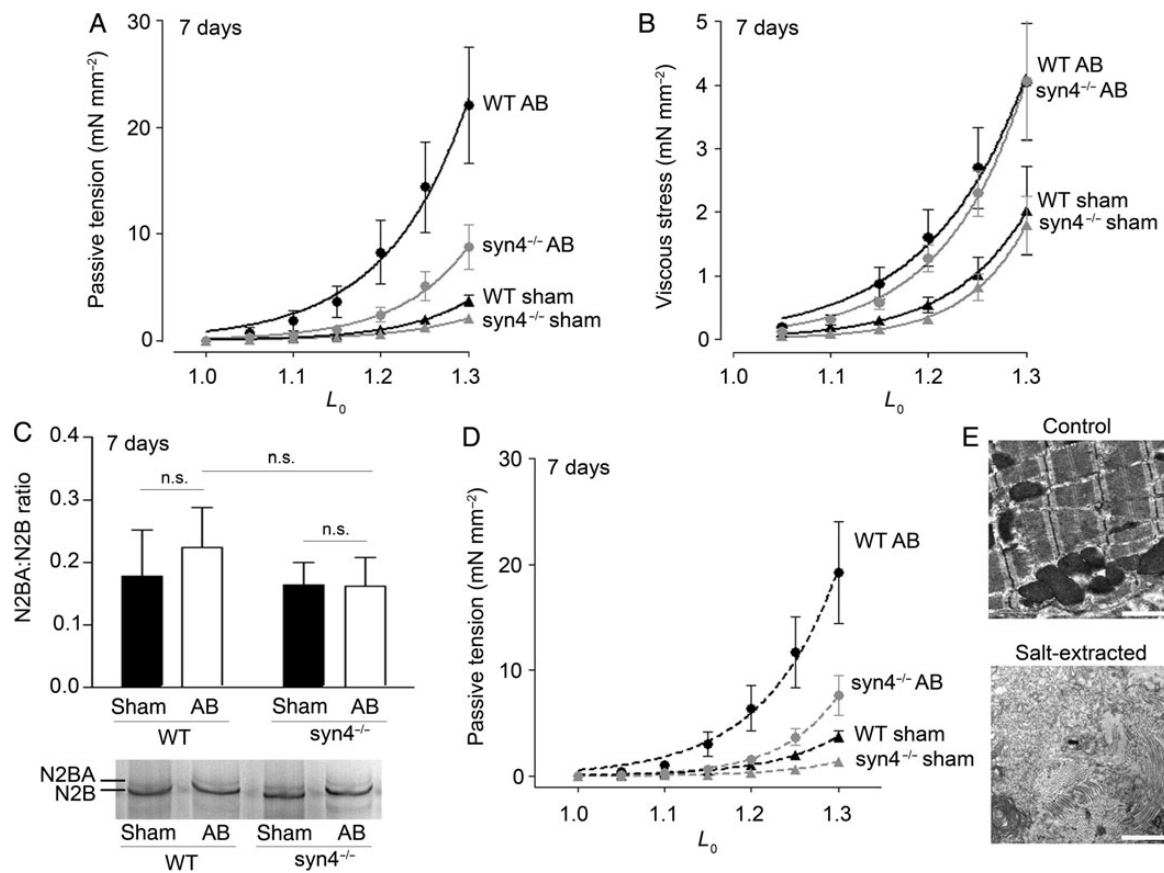 A
7 days
Passive tension (mN mm⁻²)
30
20
10
0
1.0 1.1 1.2 1.3
L₀
WT AB
syn4⁻/⁻ AB
WT sham
syn4⁻/⁻ sham
B
7 days
Viscous stress (mN mm⁻²)
5
4
3
2
1
0
1.0 1.1 1.2 1.3
L₀
WT AB
syn4⁻/⁻ AB
WT sham
syn4⁻/⁻ sham
C
7 days
N2BA:N2B ratio
0.4
0.3
0.2
0.1
0.0
n.s.
n.s.
n.s.
Sham AB Sham AB
WT syn4⁻/⁻
N2BA
N2B
Sham AB Sham AB
WT syn4⁻/⁻
D
7 days
Passive tension (mN mm⁻²)
30
20
10
0
1.0 1.1 1.2 1.3
L₀
WT AB
syn4⁻/⁻ AB
WT sham
syn4⁻/⁻ sham
E
Control
Salt-extracted